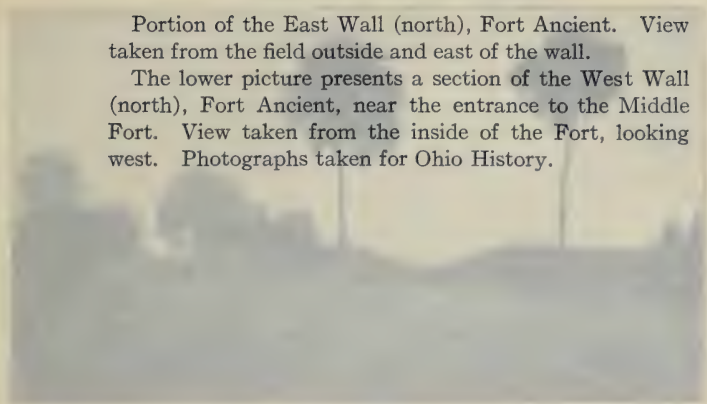 Portion of the East Wall (north), Fort Ancient. View
taken from the field outside and east of the wall.
The lower picture presents a section of the West Wall
(north), Fort Ancient, near the entrance to the Middle
Fort. View taken from the inside of the Fort, looking
west. Photographs taken for Ohio History.